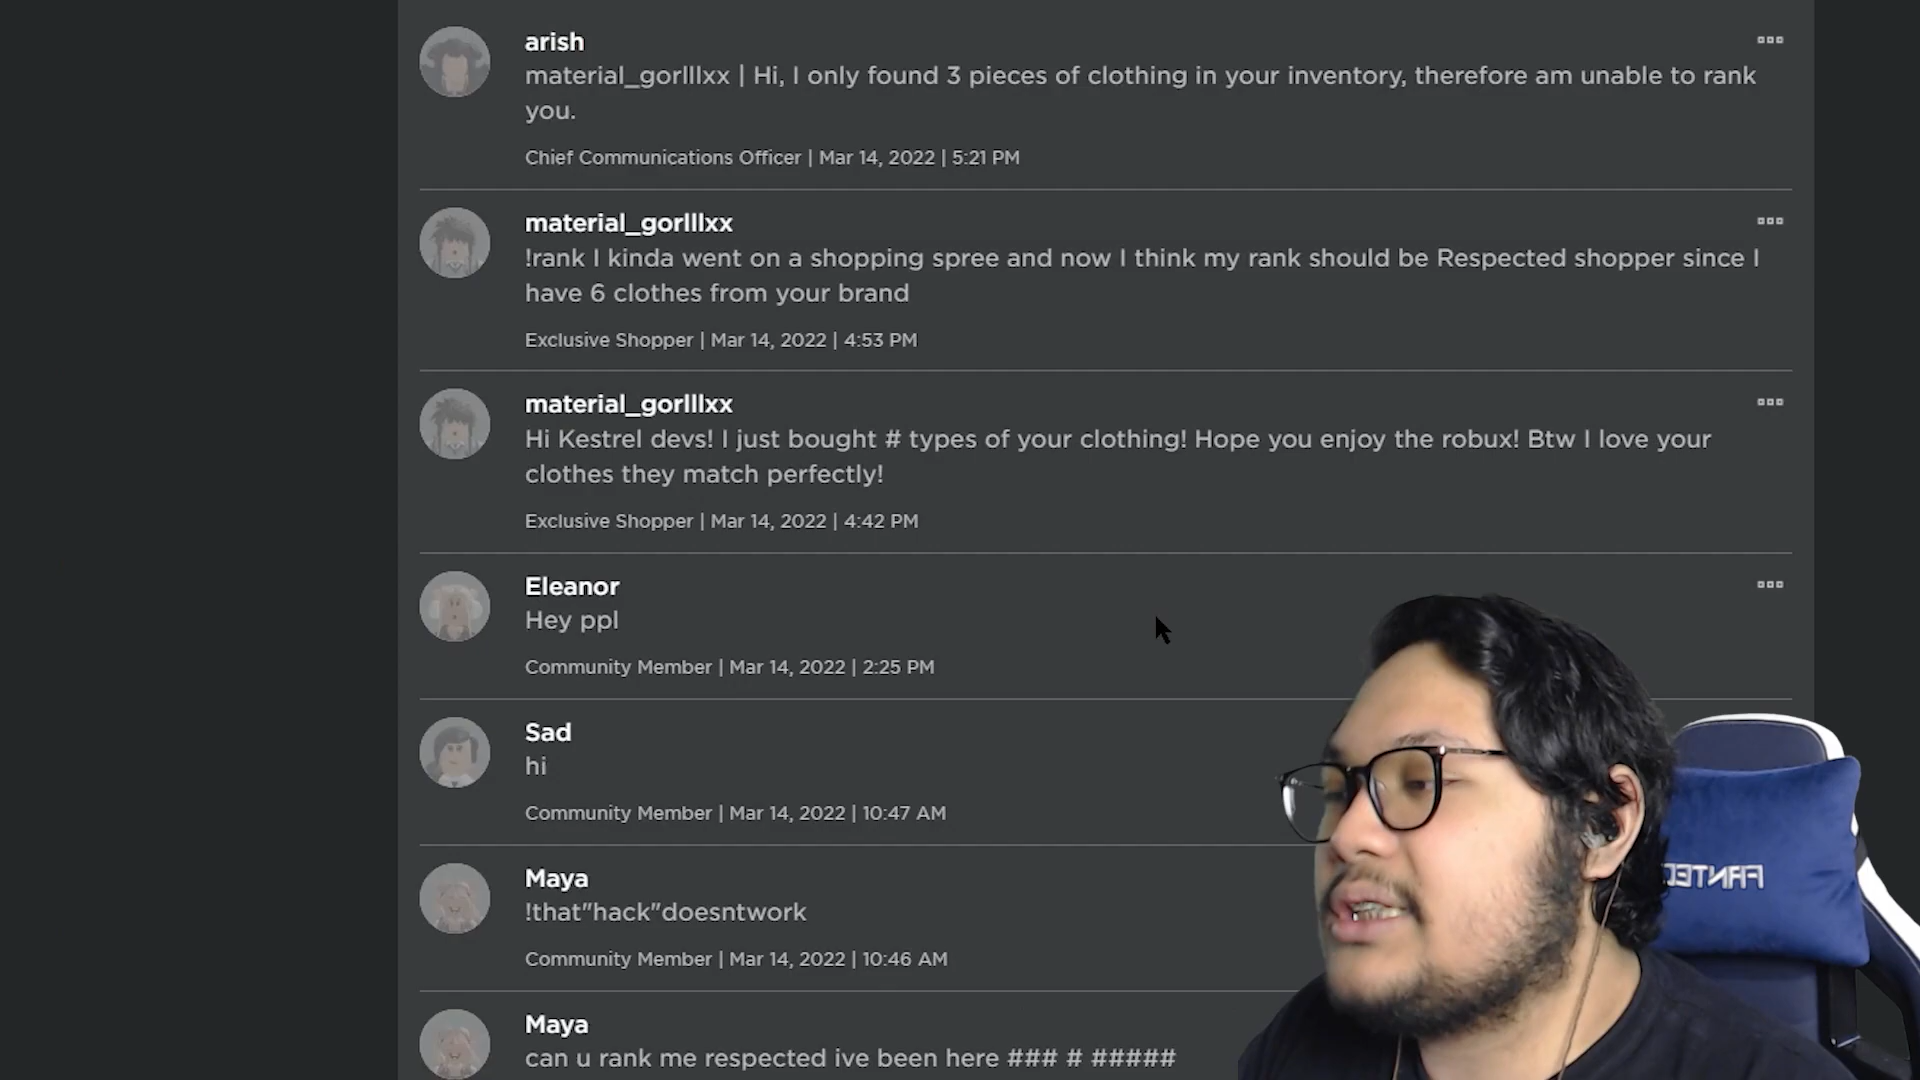 arish
material_gorlllxx | Hi, I only found 3 pieces of clothing in your inventory, therefore am unable to rank
you.
Chief Communications Officer | Mar 14, 2022 | 5:21 PM
material_gorlllxx
!rank I kinda went on a shopping spree and now I think my rank should be Respected shopper since I
have 6 clothes from your brand
Exclusive Shopper | Mar 14, 2022 | 4:53 PM
material_gorlllxx
Hi Kestrel devs! I just bought # types of your clothing! Hope you enjoy the robux! Btw I love your
clothes they match perfectly!
Exclusive Shopper | Mar 14, 2022 | 4:42 PM
Eleanor
Hey ppl
Community Member | Mar 14, 2022 | 2:25 PM
Sad
hi
Community Member | Mar 14, 2022 | 10:47 AM
Maya
!that"hack"doesntwork
Community Member | Mar 14, 2022 | 10:46 AM
Maya
can u rank me respected ive been here ### # #####